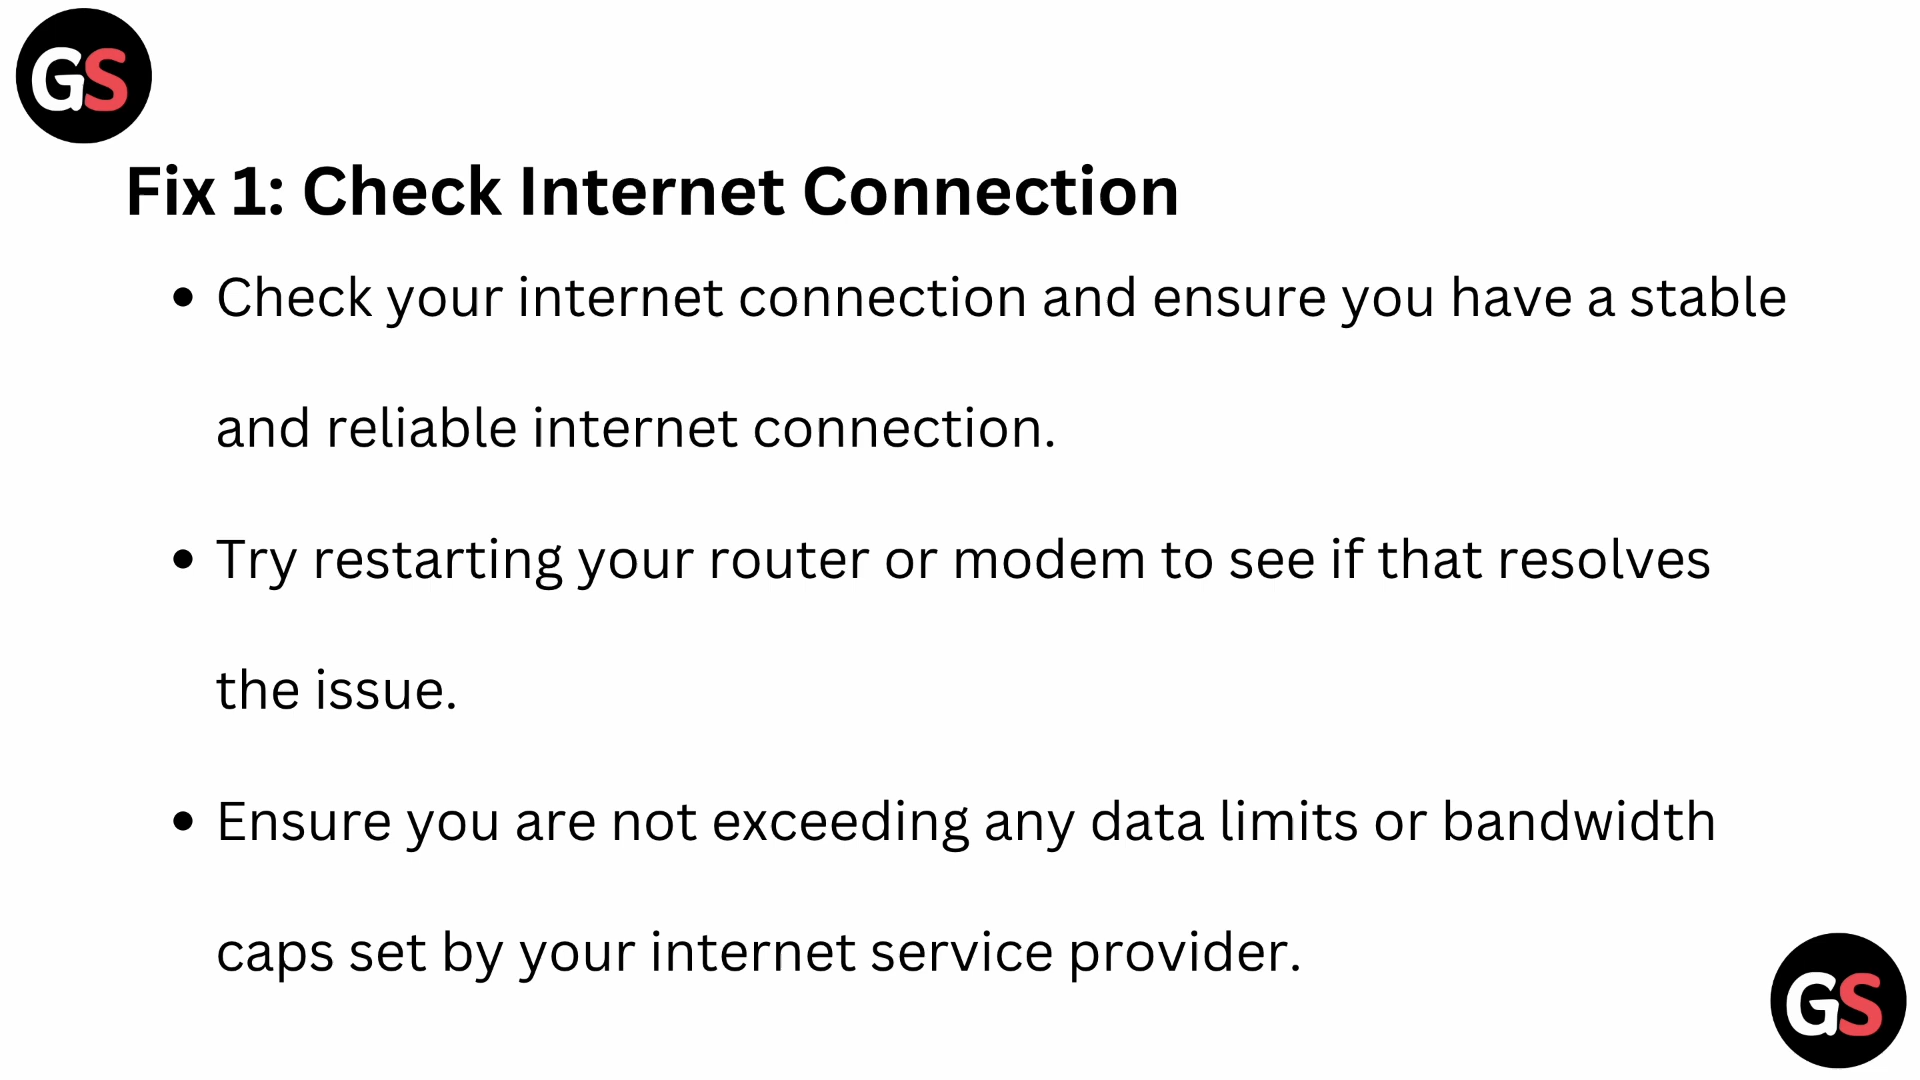 GS
Fix 1: Check Internet Connection
• Check your internet connection and ensure you have a stable
and reliable internet connection.
• Try restarting your router or modem to see if that resolves
the issue.
• Ensure you are not exceeding any data limits or bandwidth
caps set by your internet service provider.
GS